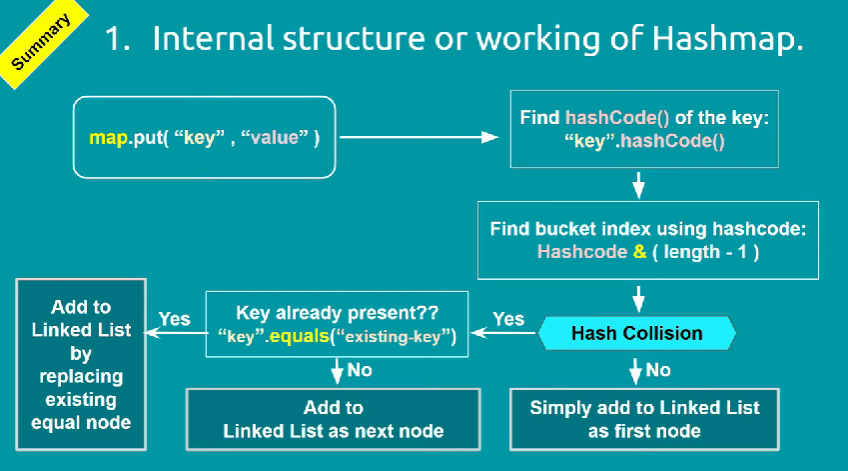 Summary
1. Internal structure or working of Hashmap.
map.put( “key” , “value” )
Find hashCode() of the key:
“key”.hashCode()
Find bucket index using hashcode:
Hashcode & ( length - 1 )
Hash Collision
Yes
No
Key already present??
“key”.equals(“existing-key”)
Yes
No
Add to
Linked List
by
replacing
existing
equal node
Add to
Linked List as next node
Simply add to Linked List
as first node